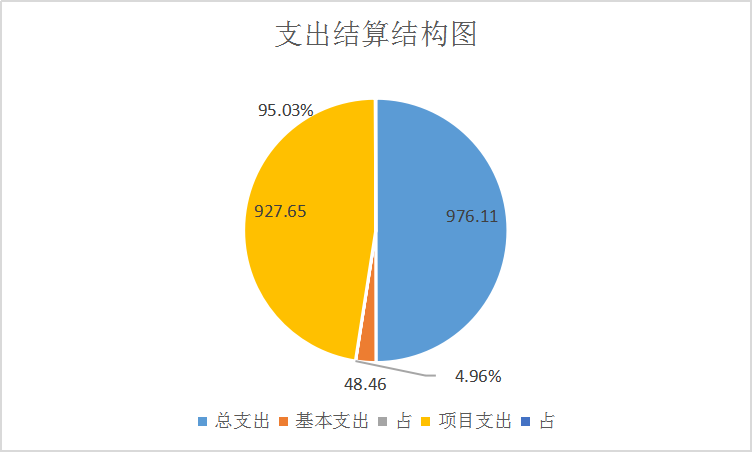 支出结算结构图
95.03%
927.65
976.11
48.46
4.96%
总支出 基本支出 占 项目支出 占